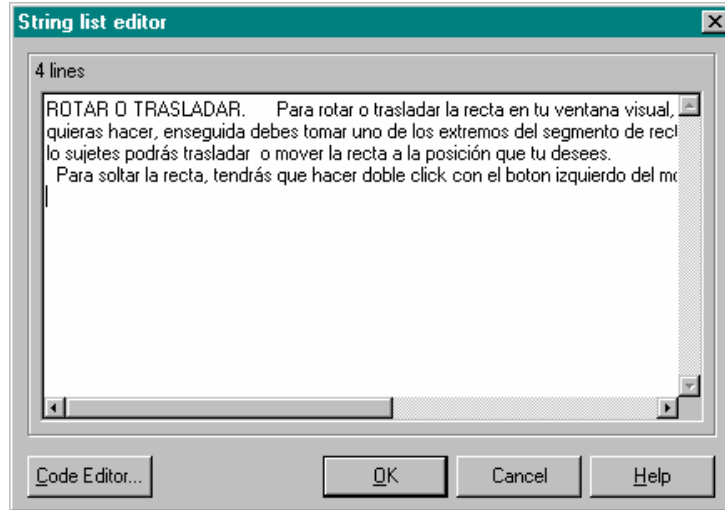 String list editor
4 lines
ROTAR O TRASLADAR. Para rotar o trasladar la recta en tu ventana visual,
quieras hacer, enseguida debes tomar uno de los extremos del segmento de
lo sujetes podrás trasladar o mover la recta a la posición que tu desees.
Para soltar la recta, tendrás que hacer doble click con el boton izquierdo del
Code Editor...
OK
Cancel
Help